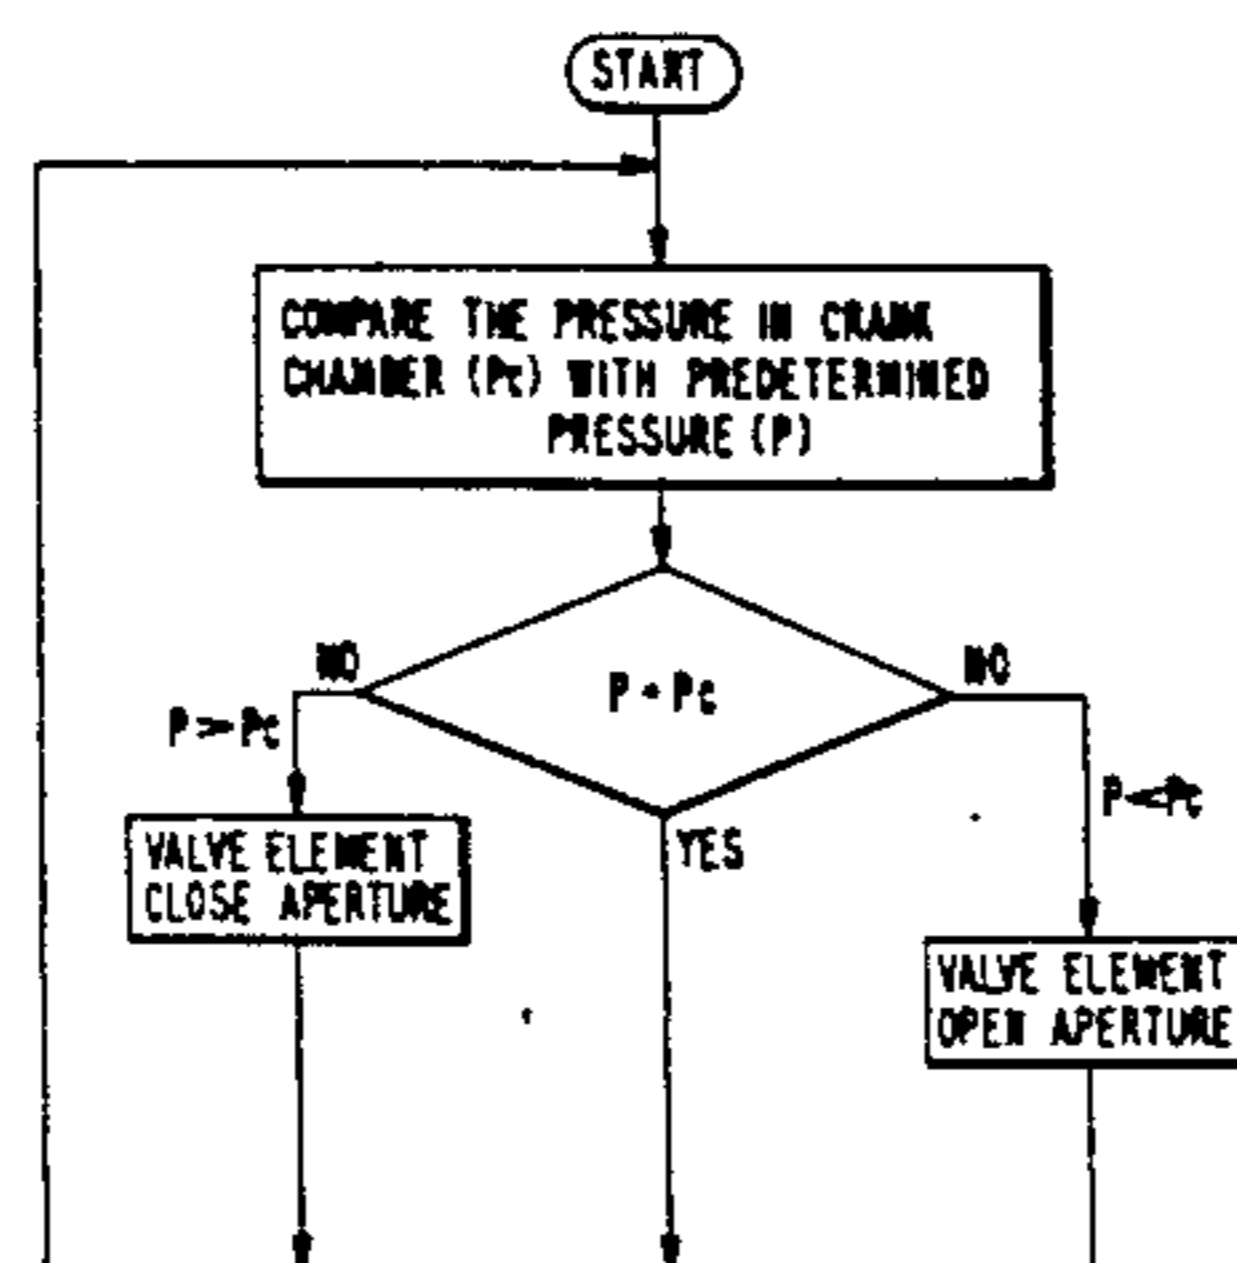 START
COMPARE THE PRESSURE IN CRANK
CHAMBER (Pc) WITH PREDETERMINED
PRESSURE (P)
NO
NO
P = Pc
P > Pc
P < Pc
YES
VALVE ELEMENT
CLOSE APERTURE
VALVE ELEMENT
OPEN APERTURE